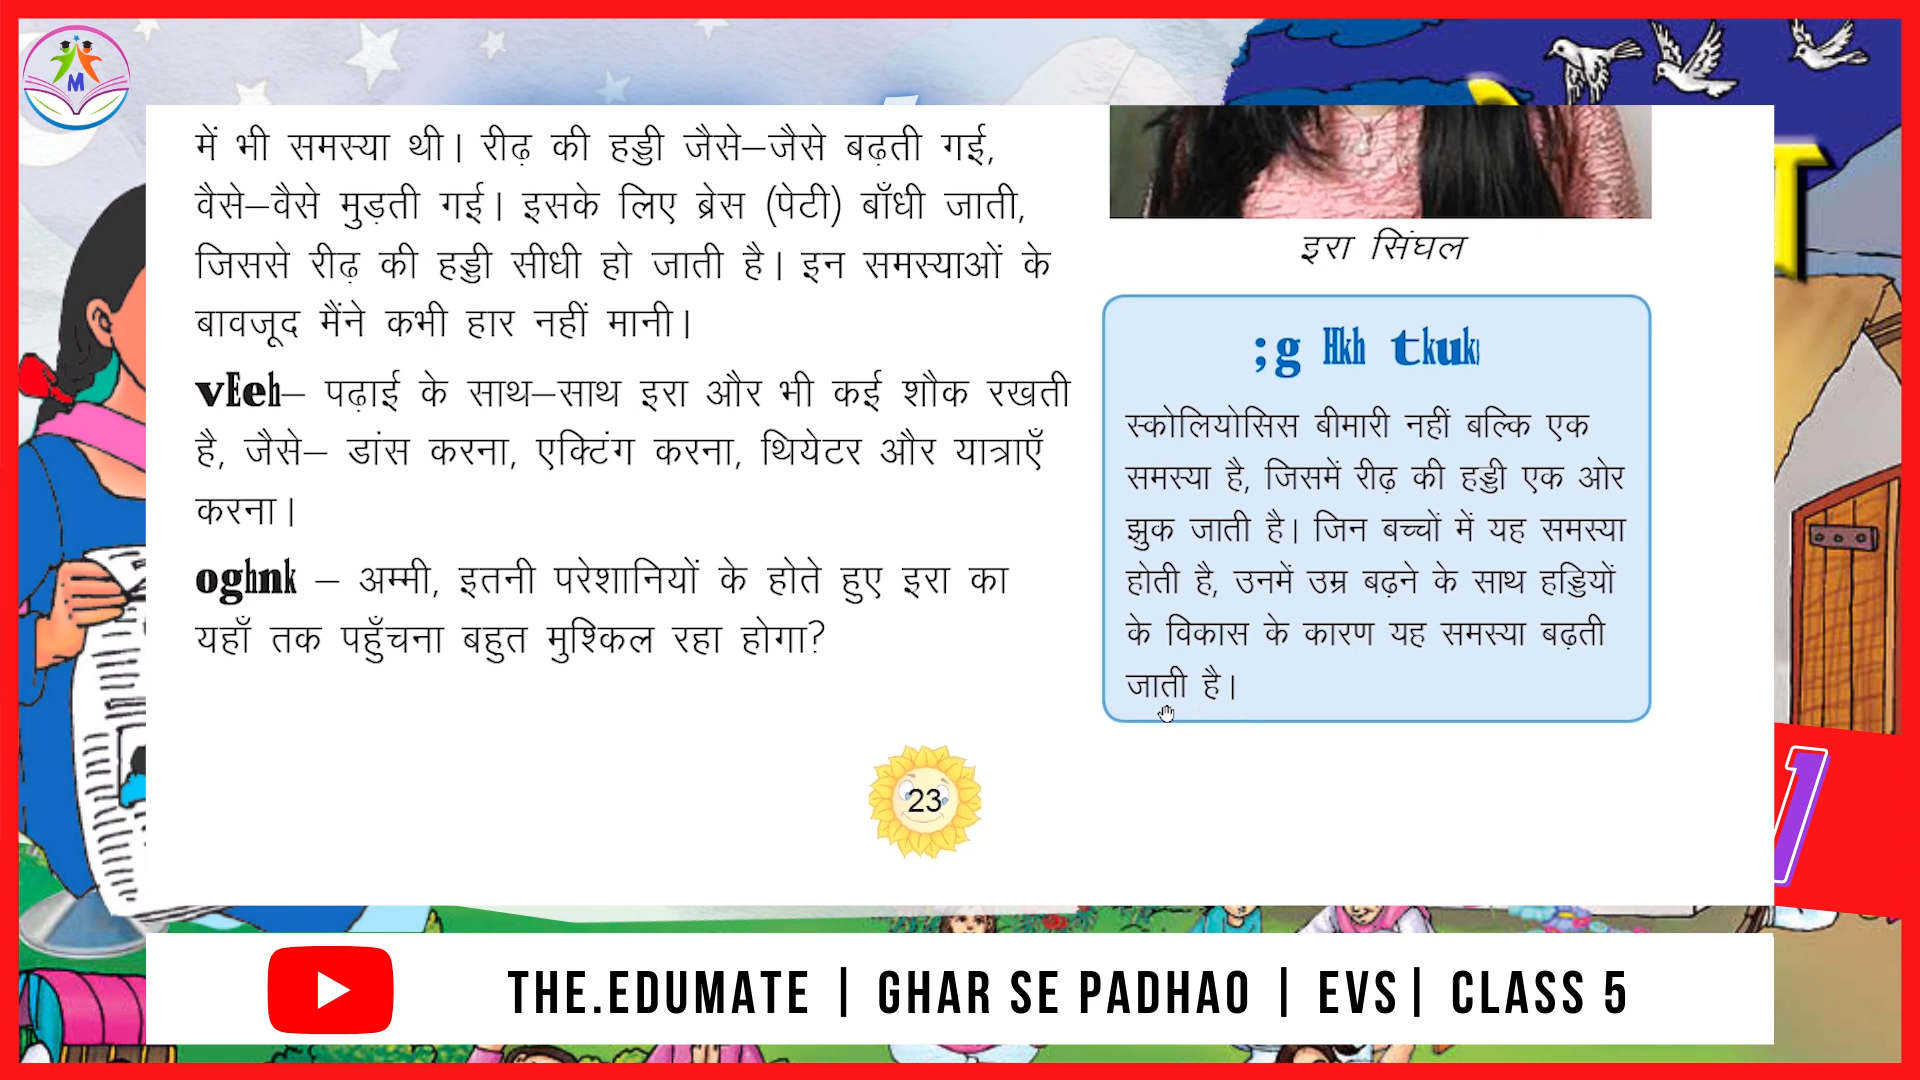 में भी समस्या थी। रीढ़ की हड्डी जैसे–जैसे बढ़ती गई,
वैसे–वैसे मुड़ती गई। इसके लिए ब्रेस (पेटी) बाँधी जाती,
जिससे रीढ़ की हड्डी सीधी हो जाती है। इन समस्याओं के
बावजूद मैंने कभी हार नहीं मानी।
vEeh– पढ़ाई के साथ–साथ इरा और भी कई शौक रखती
है, जैसे– डांस करना, एक्टिंग करना, थियेटर और यात्राएँ
करना।
oghnk – अम्मी, इतनी परेशानियों के होते हुए इरा का
यहाँ तक पहुँचना बहुत मुश्किल रहा होगा?
इरा सिंघल
;g Hkh tkuks
स्कोलियोसिस बीमारी नहीं बल्कि एक
समस्या है, जिसमें रीढ़ की हड्डी एक ओर
झुक जाती है। जिन बच्चों में यह समस्या
होती है, उनमें उम्र बढ़ने के साथ हड्डियों
के विकास के कारण यह समस्या बढ़ती
जाती है।
23
M
THE.EDUMATE | GHAR SE PADHAO | EVS| CLASS 5